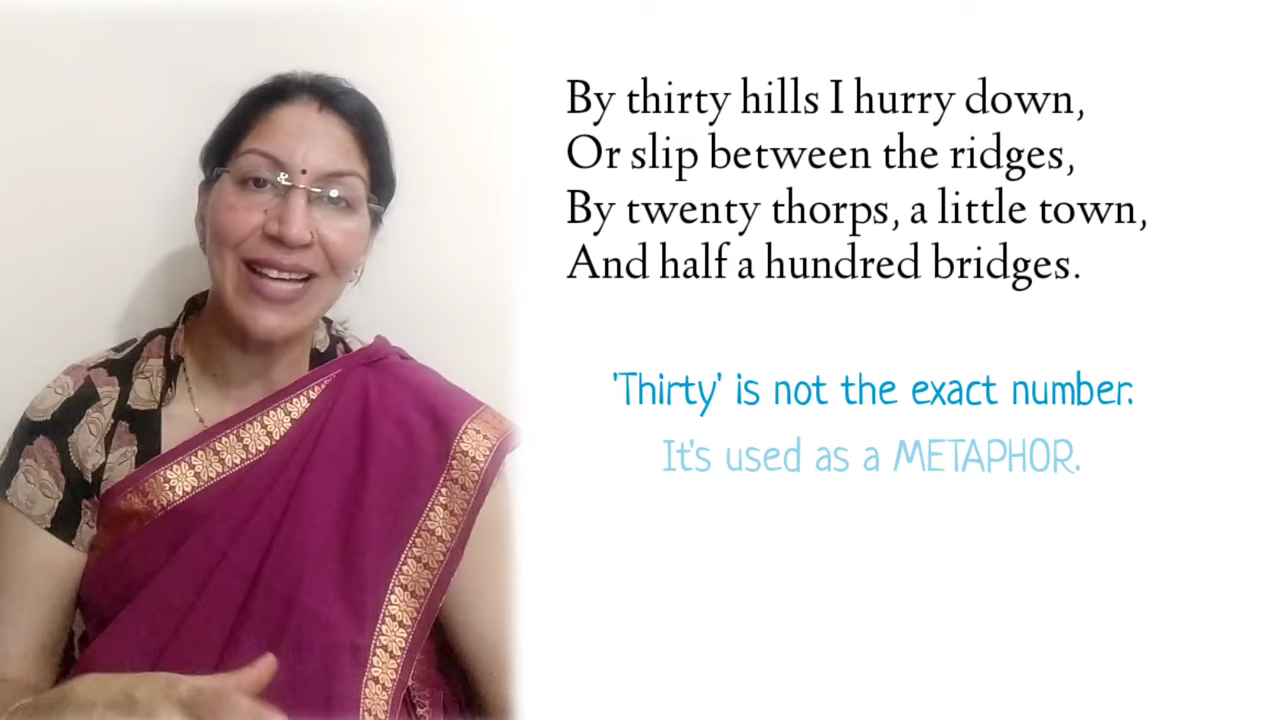 By thirty hills I hurry down,
Or slip between the ridges,
By twenty thorps, a little town,
And half a hundred bridges.
'Thirty' is not the exact number.
It's used as a METAPHOR.